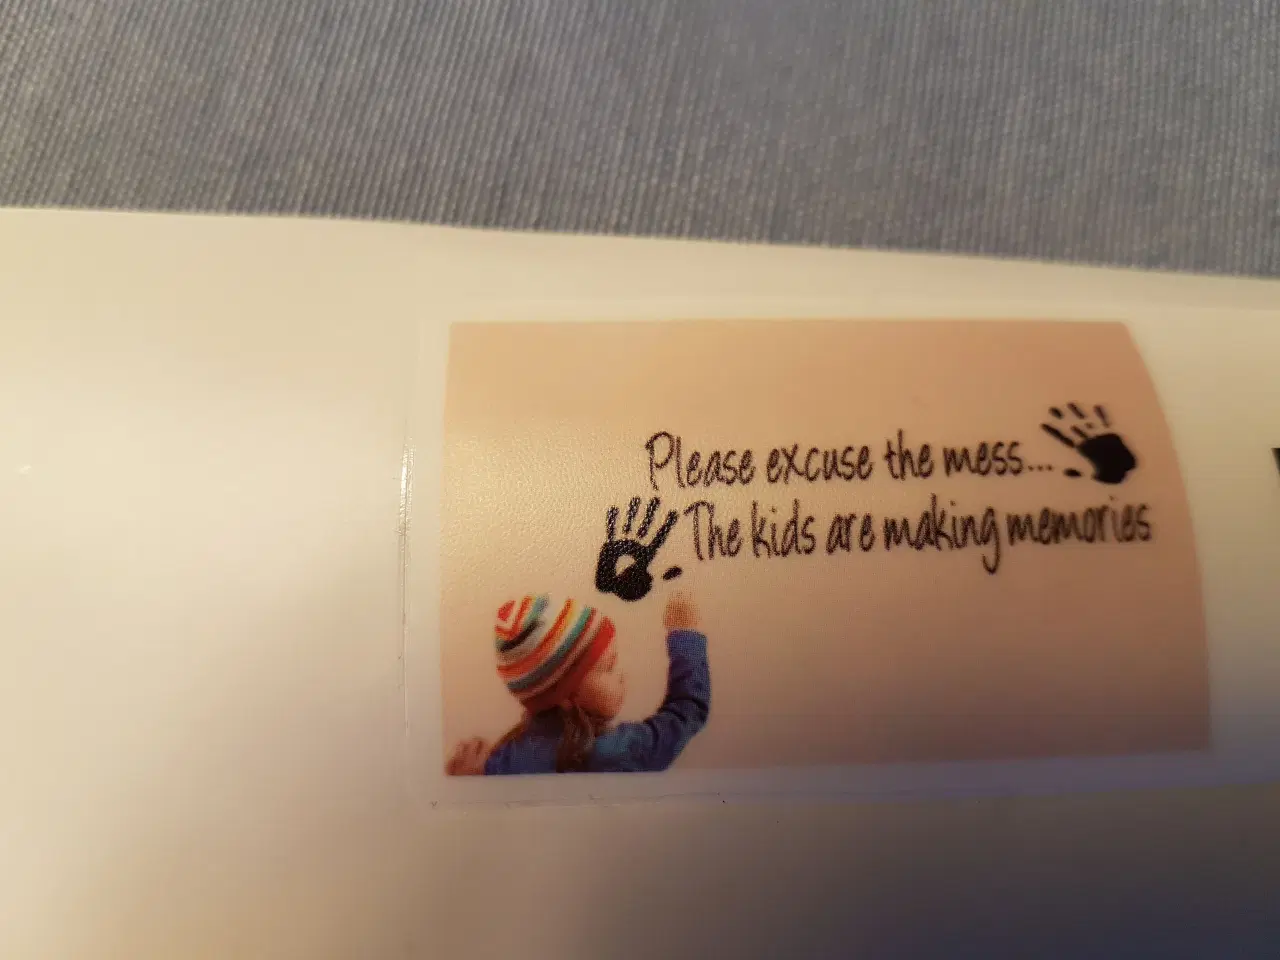 Please excuse the mess...
The kids are making memories